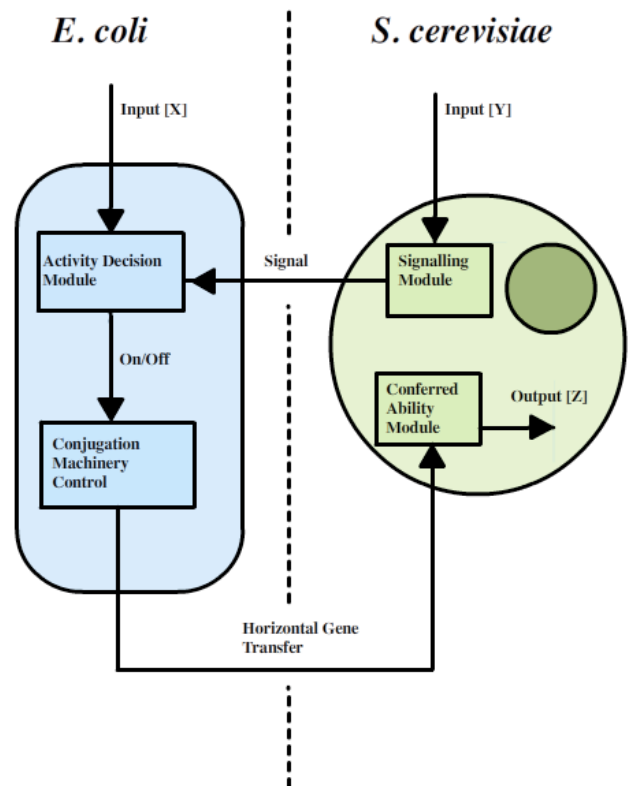 E. coli
S. cerevisiae
Input [X]
Input [Y]
Activity Decision
Module
Signal
Signalling
Module
On/Off
Conferred
Ability
Module
Output [Z]
Conjugation
Machinery
Control
Horizontal Gene
Transfer